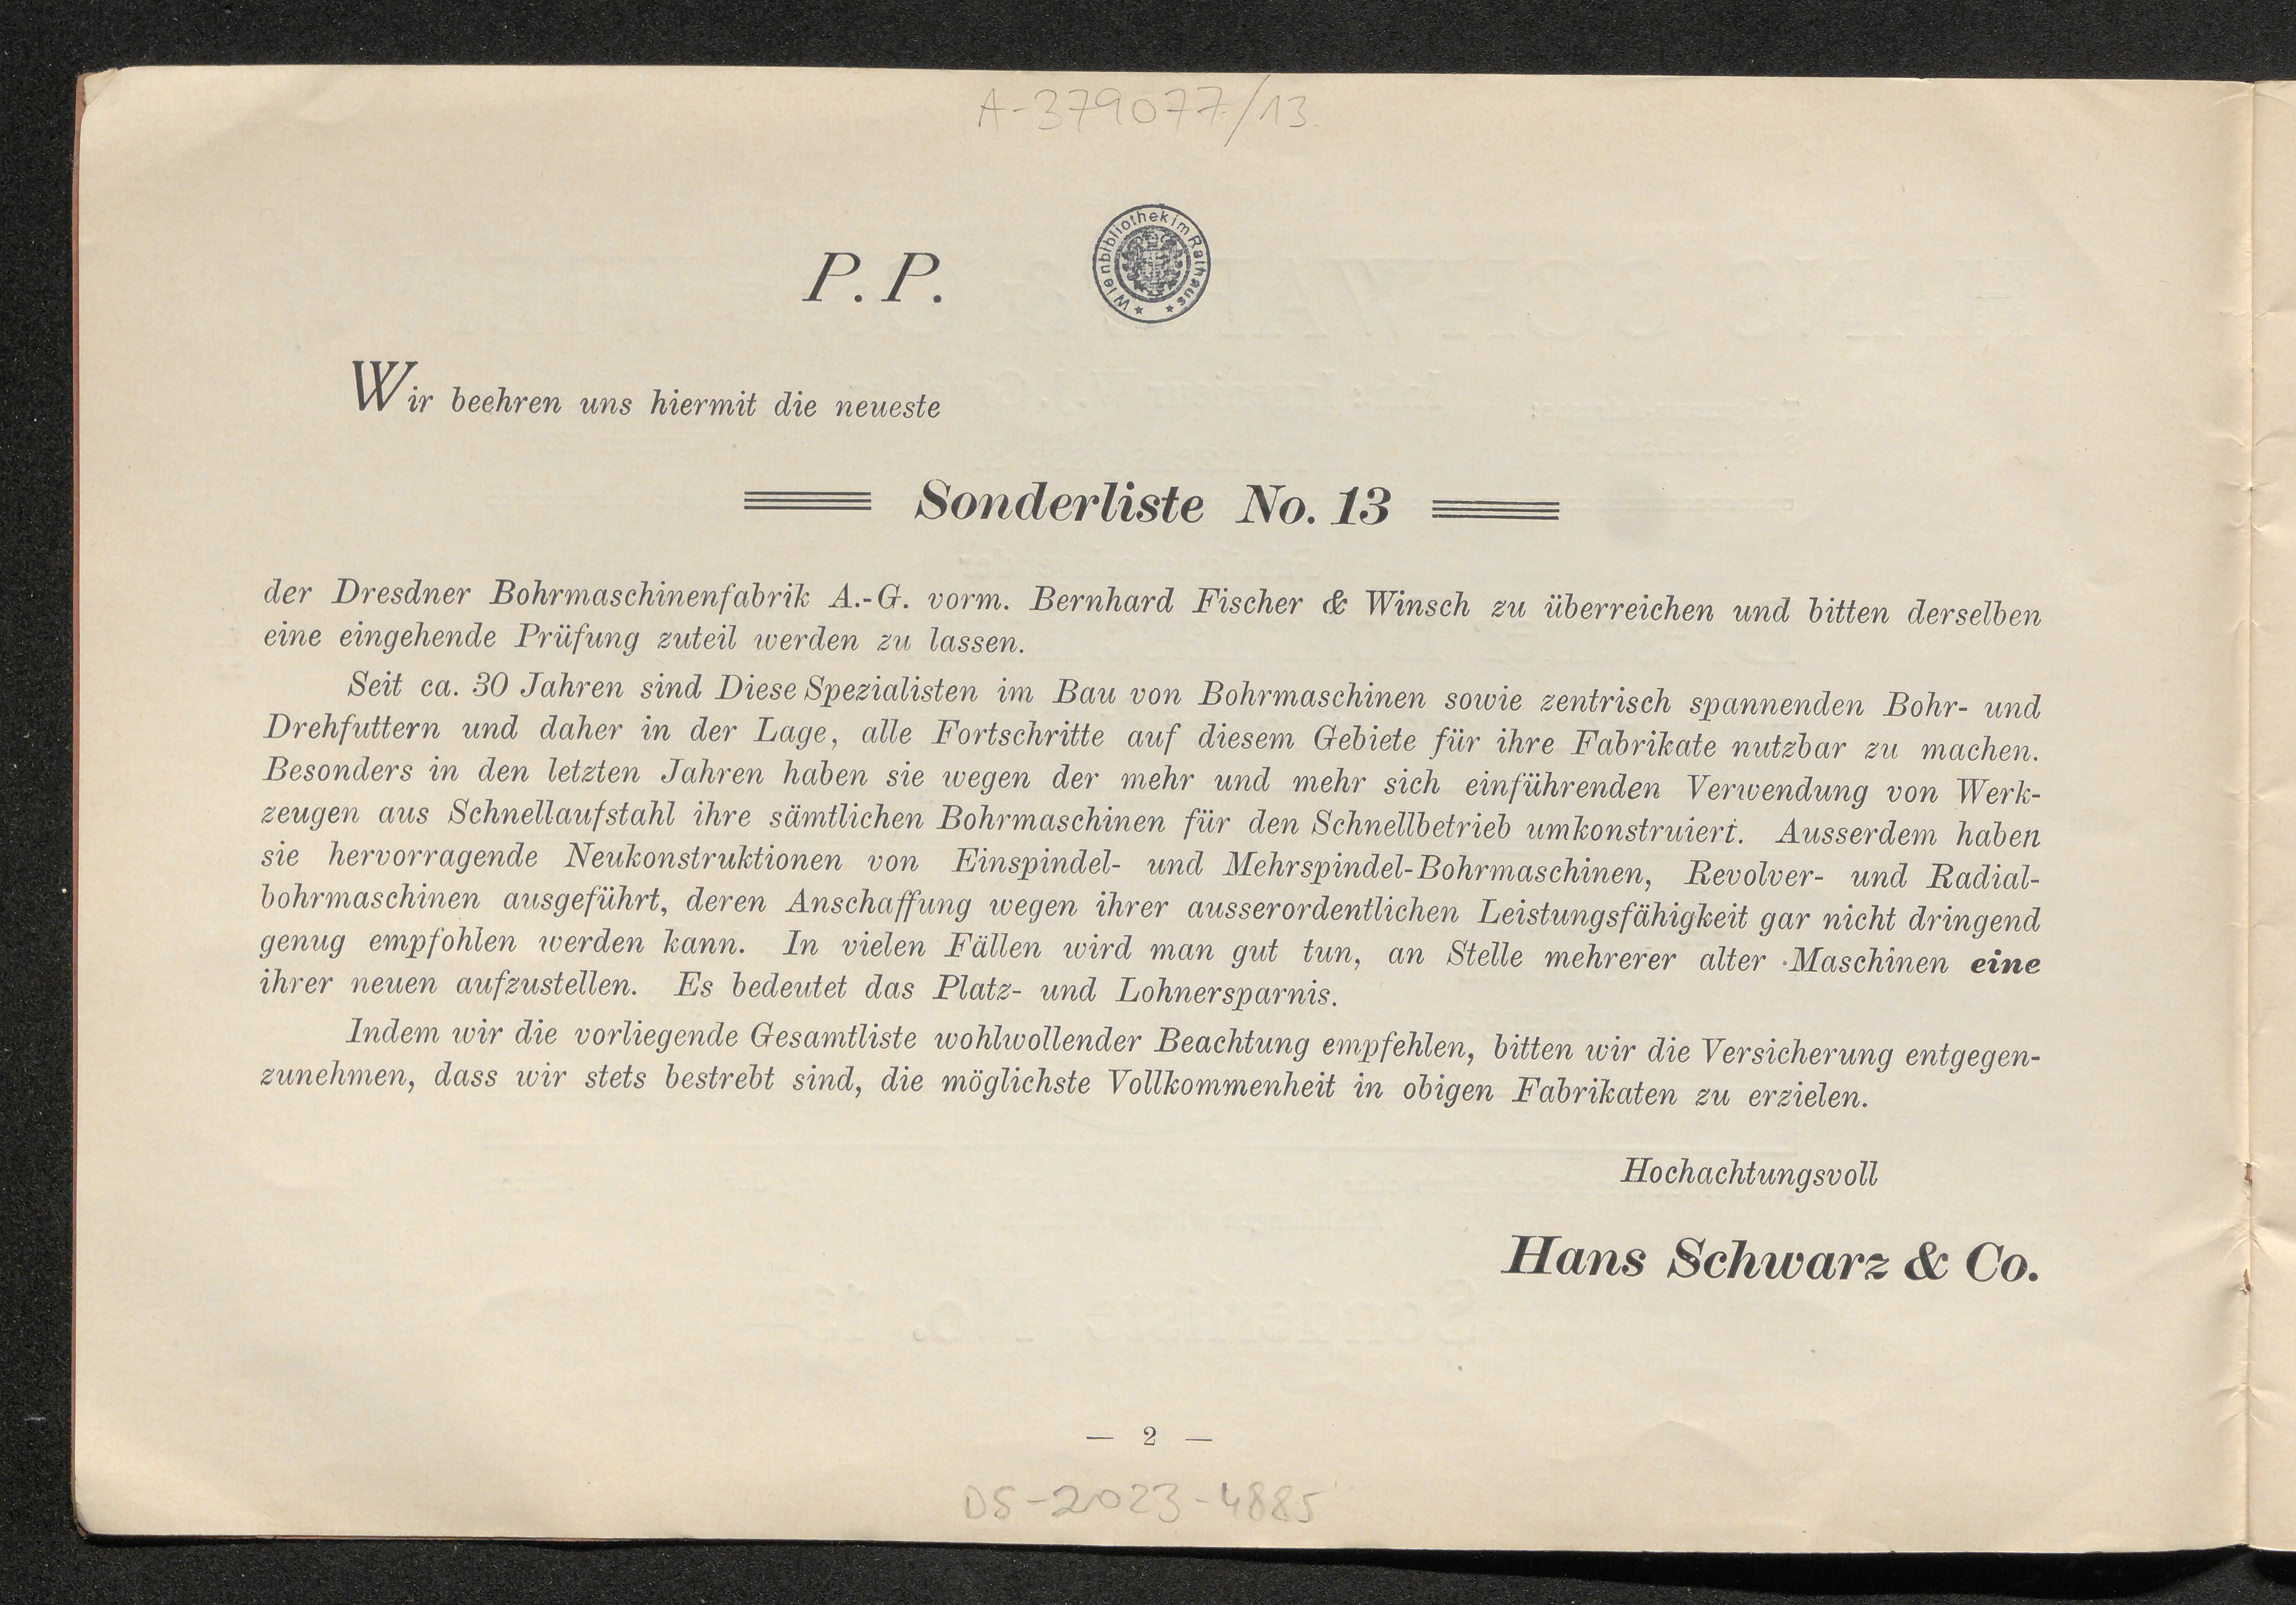 A-379077/13
P. P.
Wienbibliothek im Rathaus
Wir beehren uns hiermit die neueste
Sonderliste No. 13
der Dresdner Bohrmaschinenfabrik A.-G. vorm. Bernhard Fischer & Winsch zu überreichen und bitten derselben
eine eingehende Prüfung zuteil werden zu lassen.
Seit ca. 30 Jahren sind Diese Spezialisten im Bau von Bohrmaschinen sowie zentrisch spannenden Bohr- und
Drehfuttern und daher in der Lage, alle Fortschritte auf diesem Gebiete für ihre Fabrikate nutzbar zu machen.
Besonders in den letzten Jahren haben sie wegen der mehr und mehr sich einführenden Verwendung von Werk-
zeugen aus Schnellaufstahl ihre sämtlichen Bohrmaschinen für den Schnellbetrieb umkonstruiert. Ausserdem haben
sie hervorragende Neukonstruktionen von Einspindel- und Mehrspindel-Bohrmaschinen, Revolver- und Radial-
bohrmaschinen ausgeführt, deren Anschaffung wegen ihrer ausserordentlichen Leistungsfähigkeit gar nicht dringend
genug empfohlen werden kann. In vielen Fällen wird man gut tun, an Stelle mehrerer alter Maschinen eine
ihrer neuen aufzustellen. Es bedeutet das Platz- und Lohnersparnis.
Indem wir die vorliegende Gesamtliste wohlwollender Beachtung empfehlen, bitten wir die Versicherung entgegen-
zunehmen, dass wir stets bestrebt sind, die möglichste Vollkommenheit in obigen Fabrikaten zu erzielen.
Hochachtungsvoll
Hans Schwarz & Co.
— 2 —
DS-2023-4885